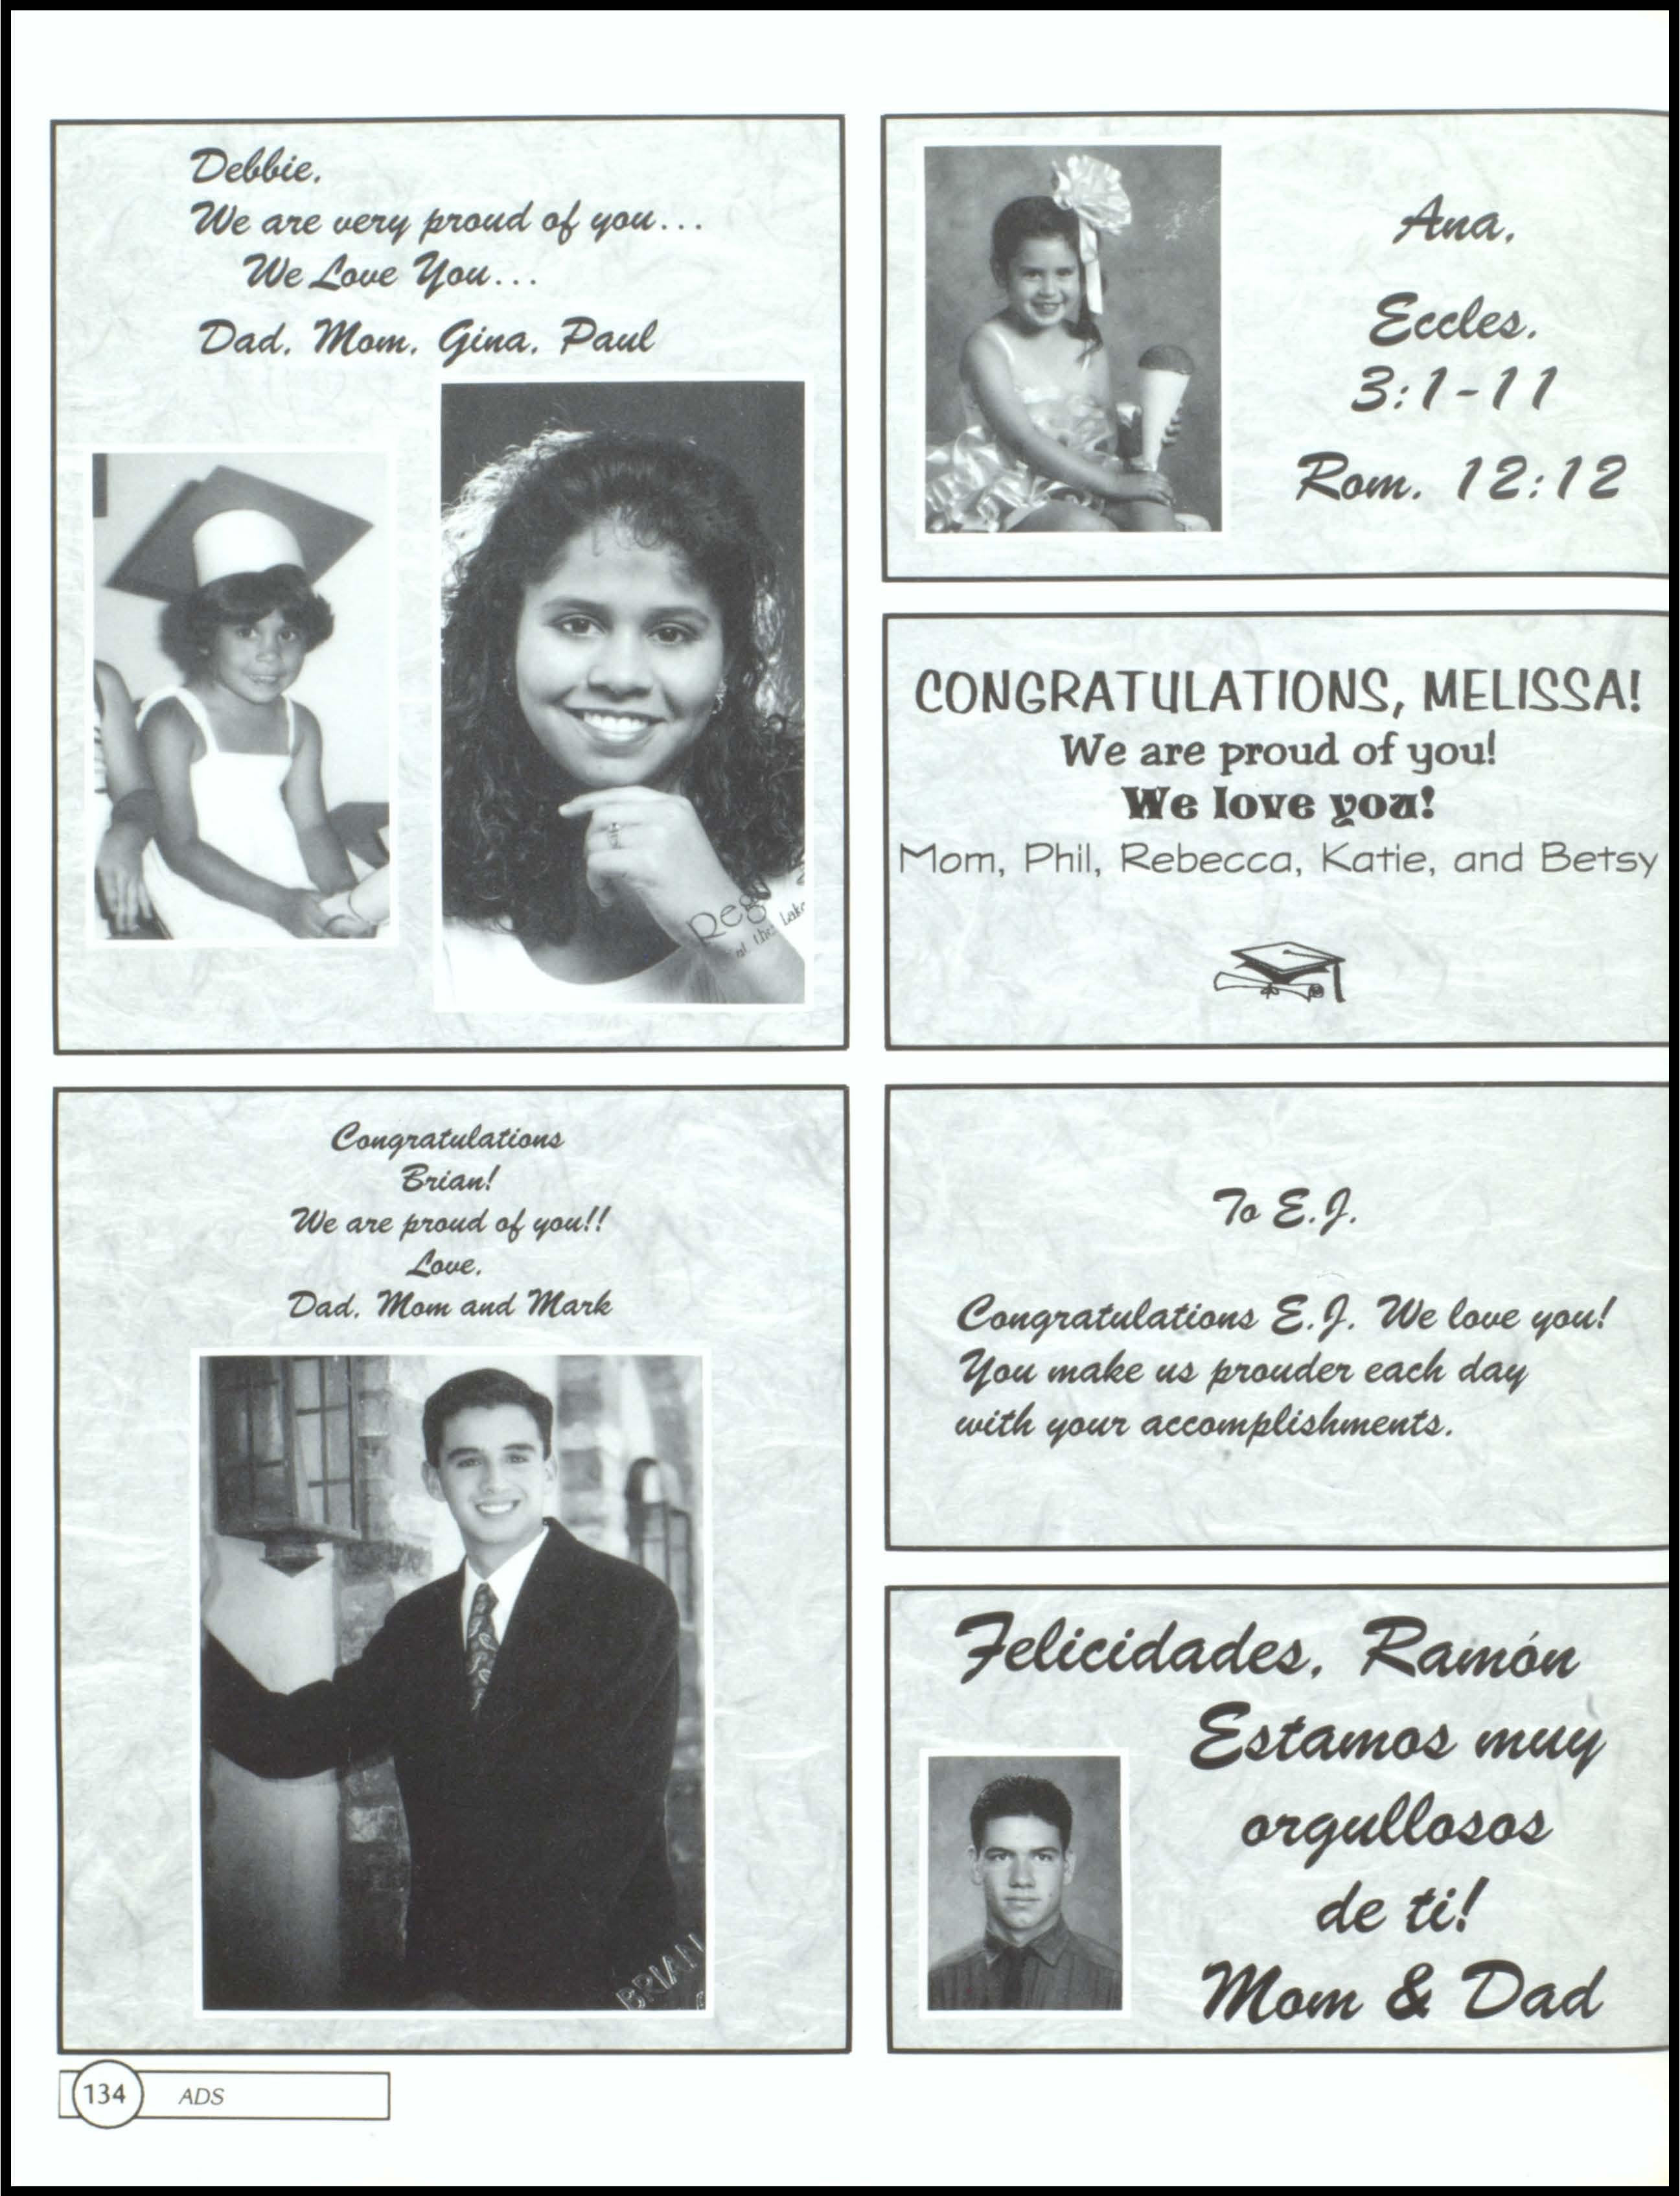 Debbie,
We are very proud of you...
We Love You...
Dad, Mom, Gina, Paul
at the
Congratulations
Brian!
We are proud of you!!
Love,
Dad, Mom and Mark
BRIAN
Ana,
Eccles.
3:1-11
Rom. 12:12
CONGRATULATIONS, MELISSA!
We are proud of you!
We love you!
Mom, Phil, Rebecca, Katie, and Betsy
To E.J.
Congratulations E.J. We love you!
You make us prouder each day
with your accomplishments.
Felicidades, Ramón
Estamos muy
orgullosos
de ti!
Mom & Dad
134 ADS